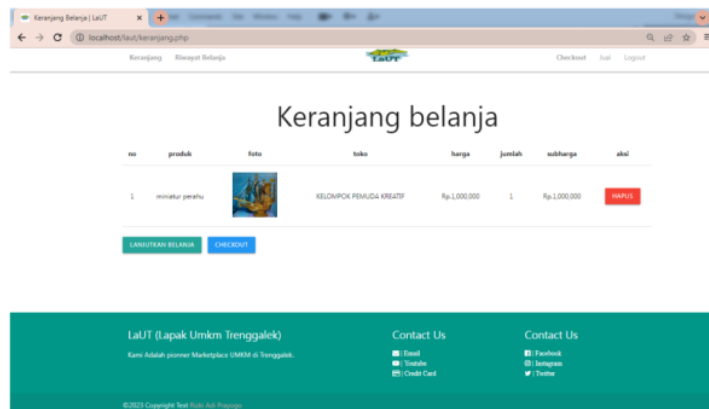 Keranjang Belanja | LaUT
localhost/laut/keranjang.php
Keranjang Riwayat Belanja LaUT Checkout Jual Logout
Keranjang belanja
no produk foto toko harga jumlah subharga aksi
1 miniatur perahu KELOMPOK PEMUDA KREATIF Rp.1,000,000 1 Rp.1,000,000 HAPUS
LANJUTKAN BELANJA CHECKOUT
LaUT (Lapak Umkm Trenggalek) Contact Us Contact Us
Kami Adalah pionner Marketplace UMKM di Trenggalek.
| Email | Facebook
| Youtube | Instagram
| Credit Card | Twitter
©2023 Copyright Text Rizki Adi